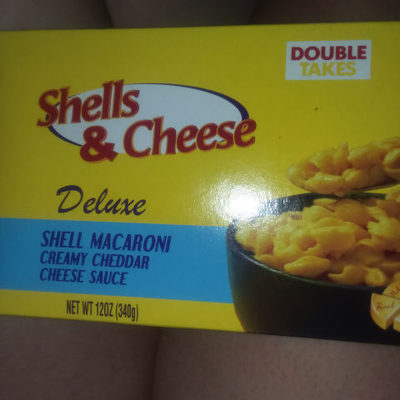 DOUBLE
TAKES
Shells
& Cheese
Deluxe
SHELL MACARONI
CREAMY CHEDDAR
CHEESE SAUCE
NET WT 12OZ (340g)